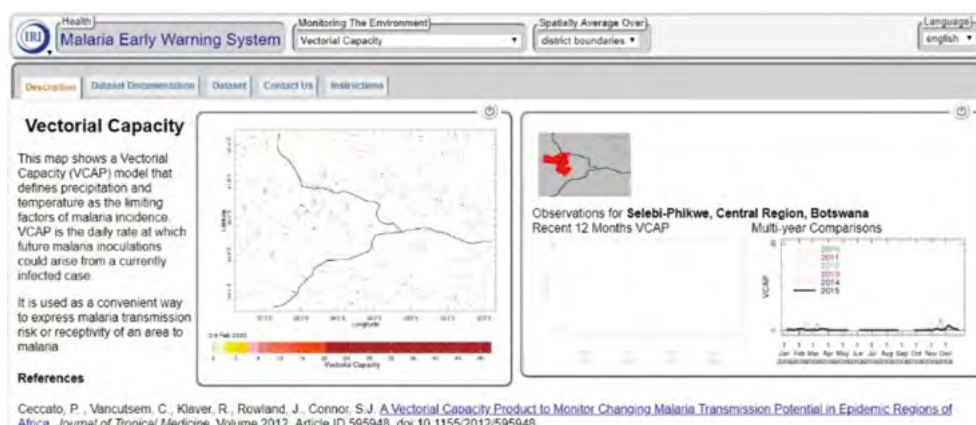 IRI
Health
Malaria Early Warning System
Monitoring The Environment
Vectorial Capacity
Spatially Average Over
district boundaries
Language
english
Description
Dataset Documentation
Dataset
Contact Us
Instructions
Vectorial Capacity
This map shows a Vectorial
Capacity (VCAP) model that
defines precipitation and
temperature as the limiting
factors of malaria incidence.
VCAP is the daily rate at which
future malaria inoculations
could arise from a currently
infected case.
It is used as a convenient way
to express malaria transmission
risk or receptivity of an area to
malaria
Longitude
Vectorial Capacity
Observations for Selebi-Phikwe, Central Region, Botswana
Recent 12 Months VCAP
Multi-year Comparisons
VCAP
2011
2013
2014
2015
Jan Feb Mar Apr May Jun Jul Aug Sep Oct Nov Dec
References
Ceccato, P., Vancutsem, C., Klaver, R., Rowland, J., Connor, S.J. A Vectorial Capacity Product to Monitor Changing Malaria Transmission Potential in Epidemic Regions of
Africa, Journal of Tropical Medicine, Volume 2012, Article ID 595948, doi:10.1155/2012/595948